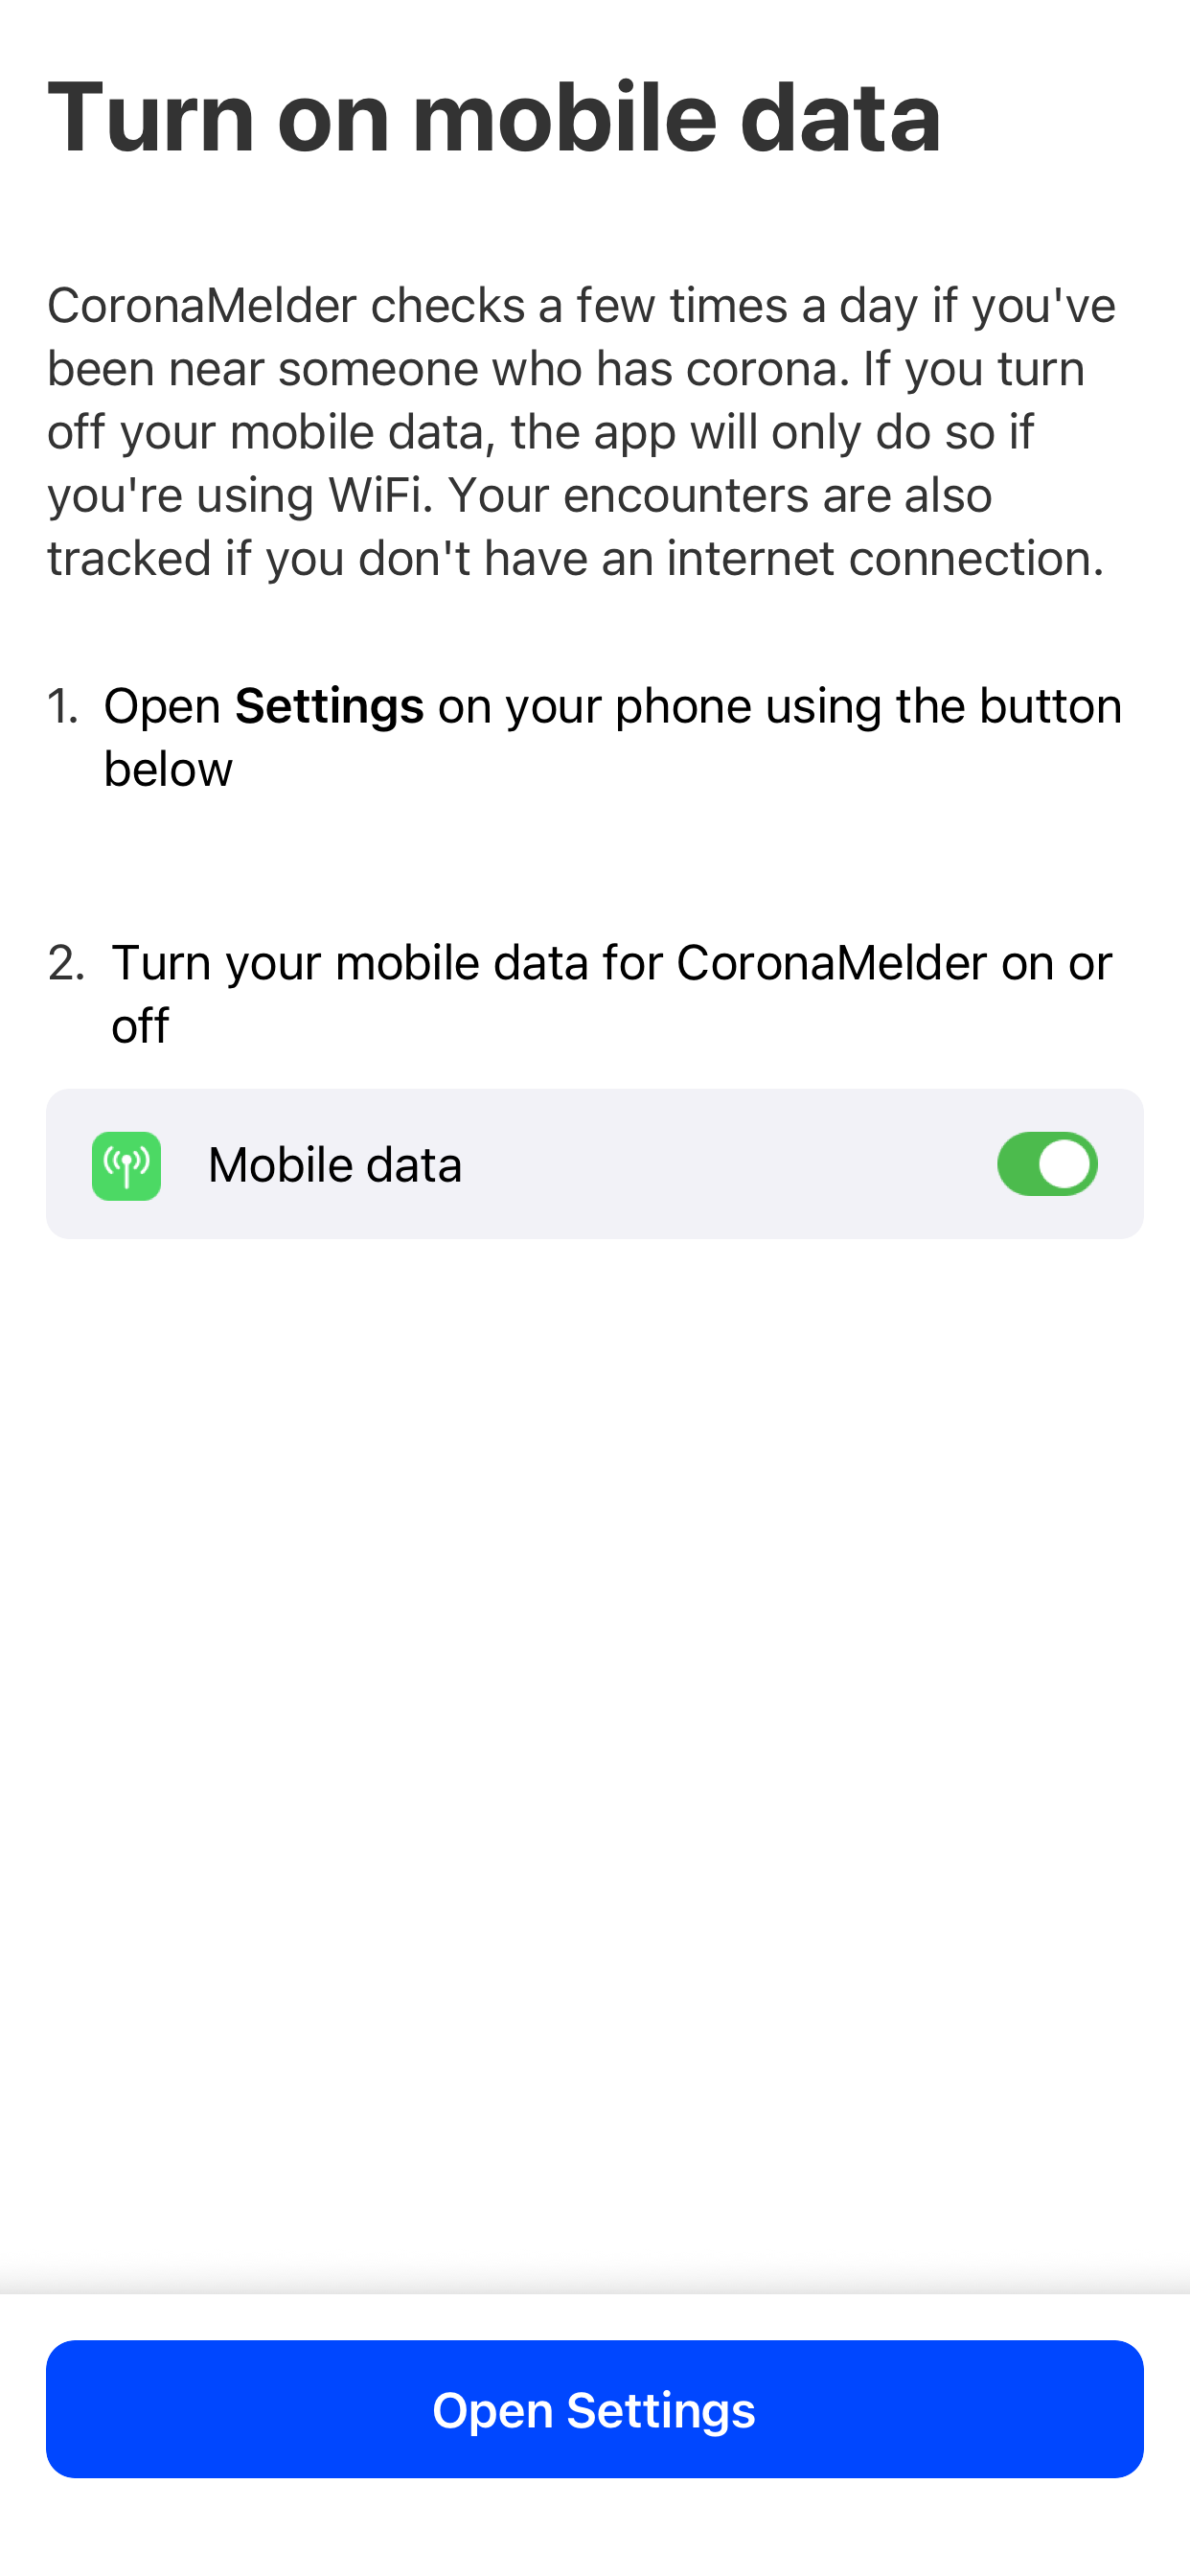 Turn on mobile data
CoronaMelder checks a few times a day if you've
been near someone who has corona. If you turn
off your mobile data, the app will only do so if
you're using WiFi. Your encounters are also
tracked if you don't have an internet connection.
1. Open Settings on your phone using the button
below
2. Turn your mobile data for CoronaMelder on or
off
Mobile data
Open Settings